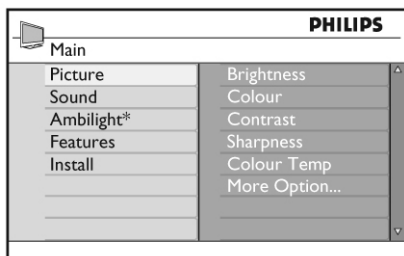 PHILIPS
Main
Picture
Sound
Ambilight*
Features
Install
Brightness
Colour
Contrast
Sharpness
Colour Temp
More Option...